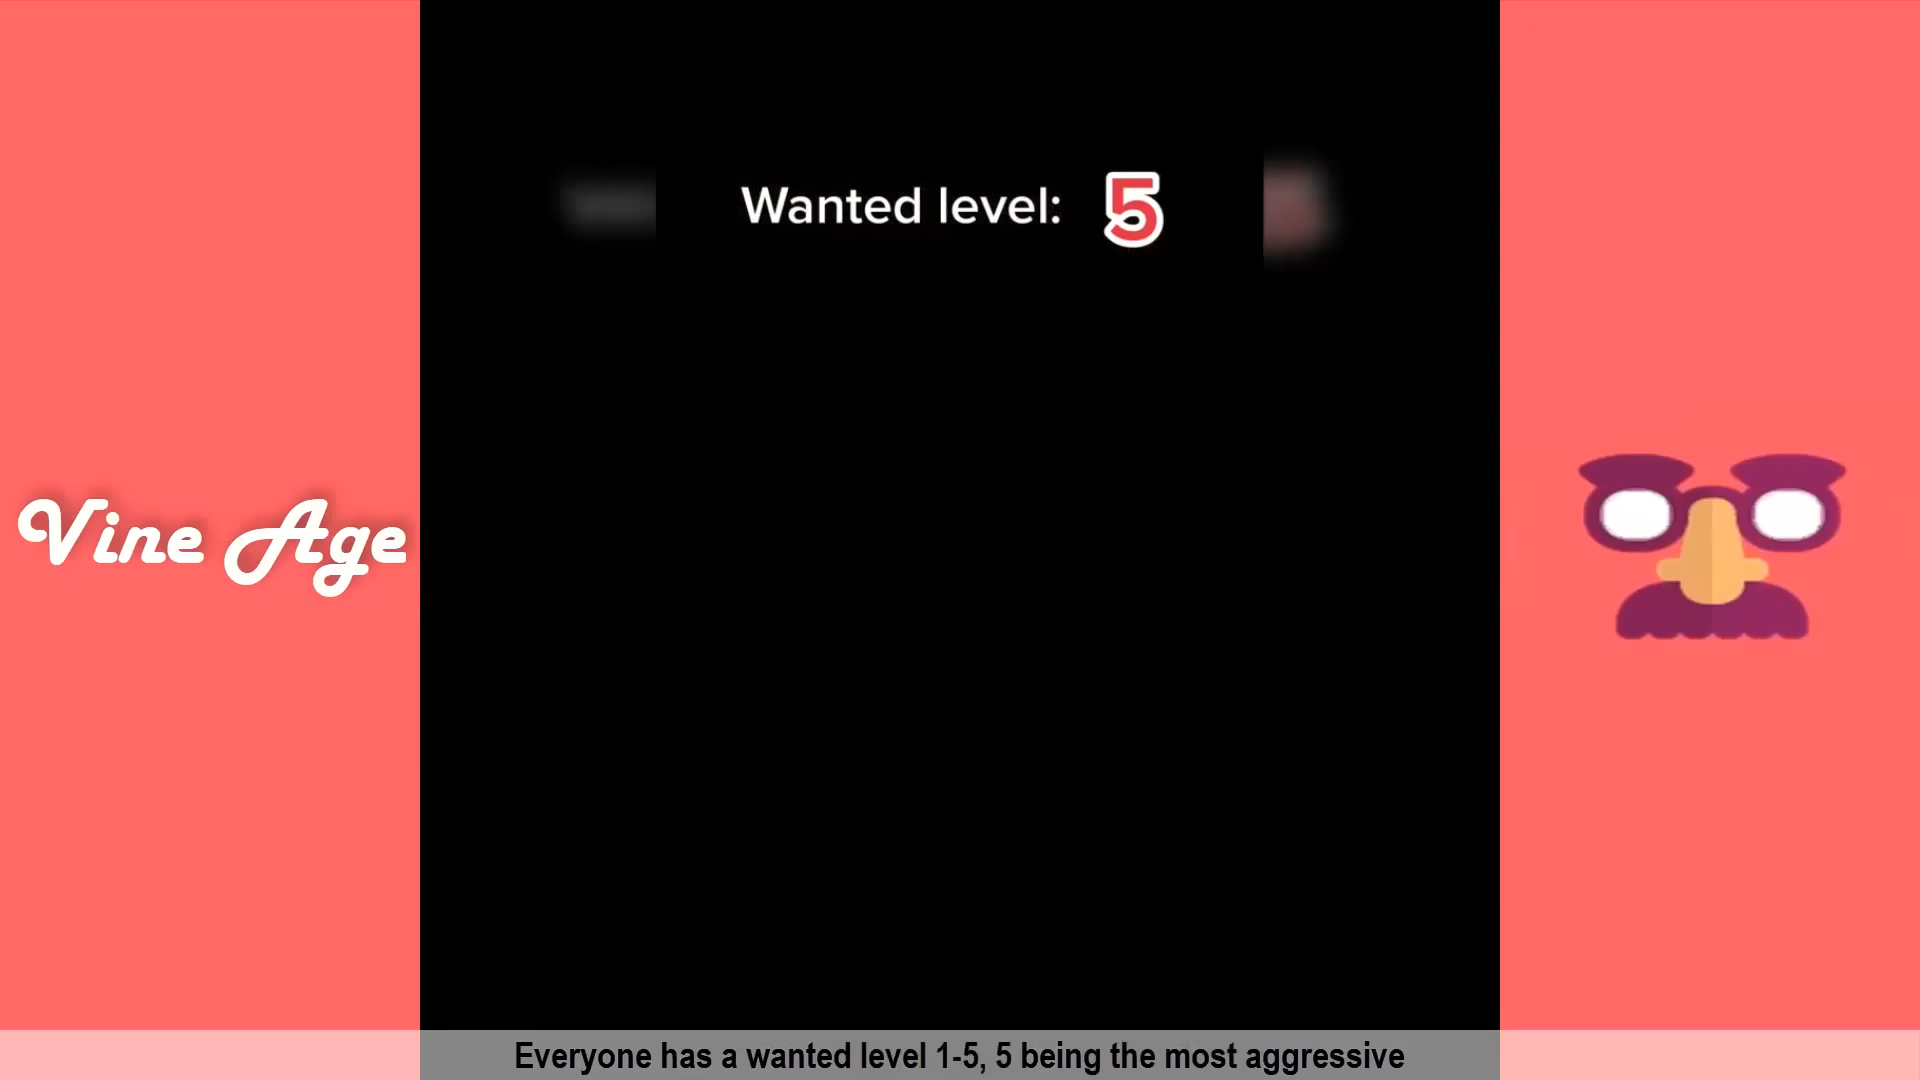 Wanted level: 5
Vine Age
Everyone has a wanted level 1-5, 5 being the most aggressive